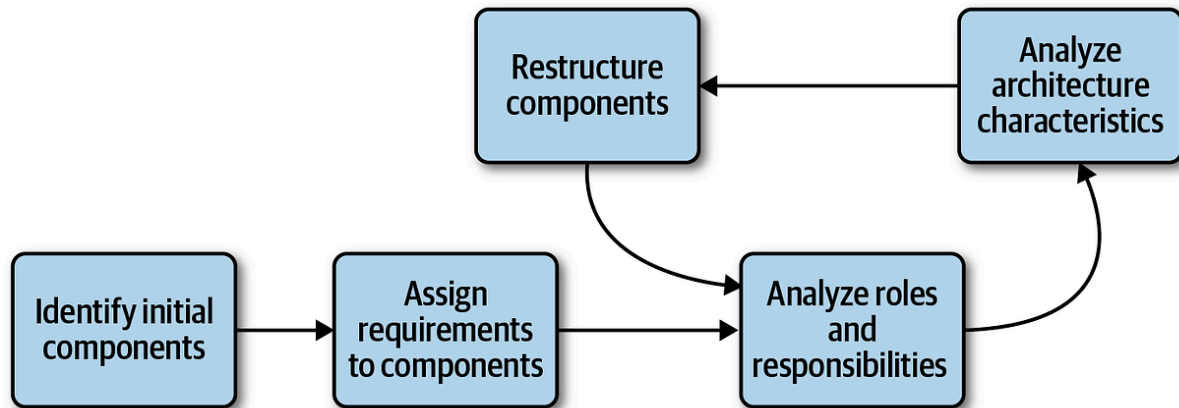 Restructure
components
Analyze
architecture
characteristics
Identify initial
components
Assign
requirements
to components
Analyze roles
and
responsibilities